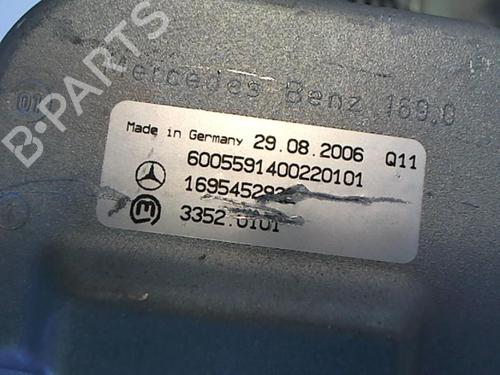 Mercedes Benz 169.0
Made in Germany 29.08.2006 Q11
6005591400220101
3352.0101
B-PARTS